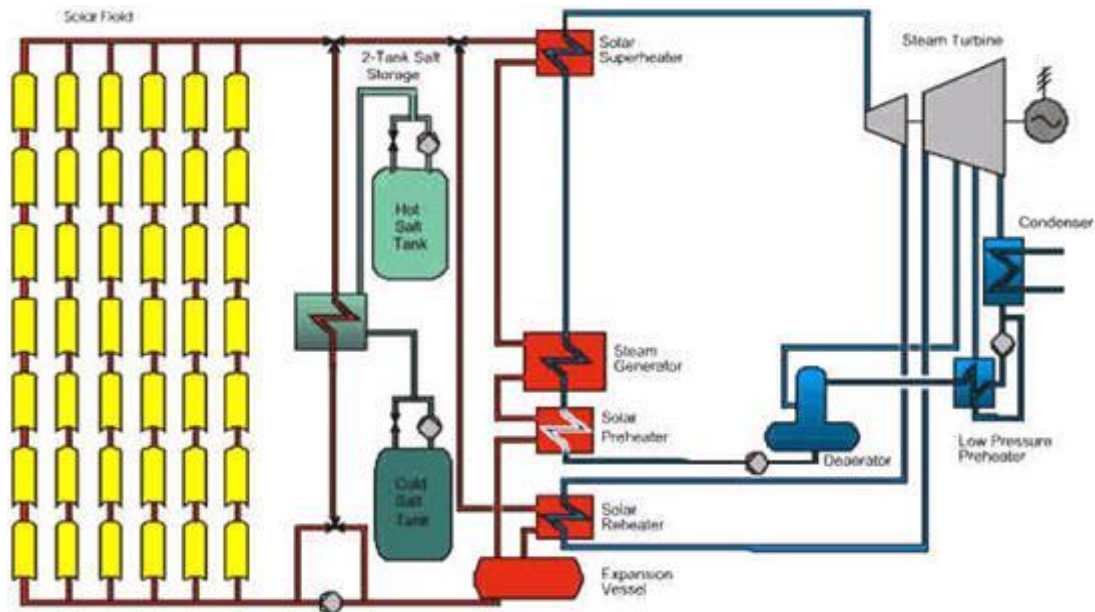 Solar Field
2-Tank Salt
Storage
Hot
Salt
Tank
Cold
Salt
Tank
Solar
Superheater
Steam
Generator
Solar
Preheater
Solar
Reheater
Expansion
Vessel
Steam Turbine
Condenser
Low Pressure
Preheater
Deaerator